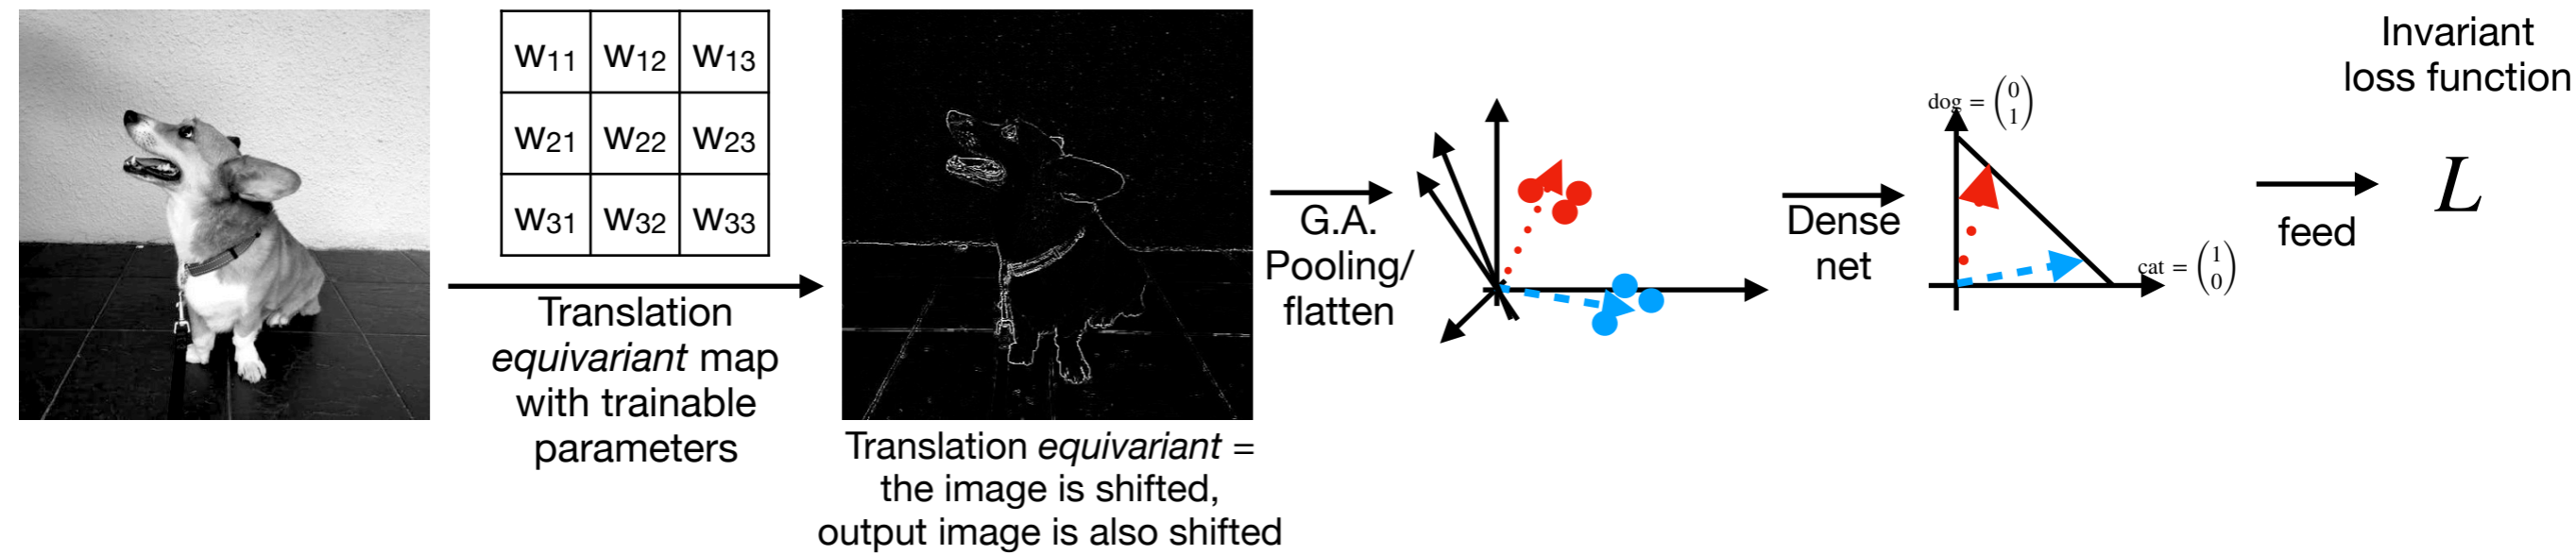 w11 w12 w13
w21 w22 w23
w31 w32 w33
Translation
equivariant map
with trainable
parameters
Translation equivariant =
the image is shifted,
output image is also shifted
G.A.
Pooling/
flatten
Dense
net
dog = (0 1)
cat = (1 0)
feed
Invariant
loss function
L